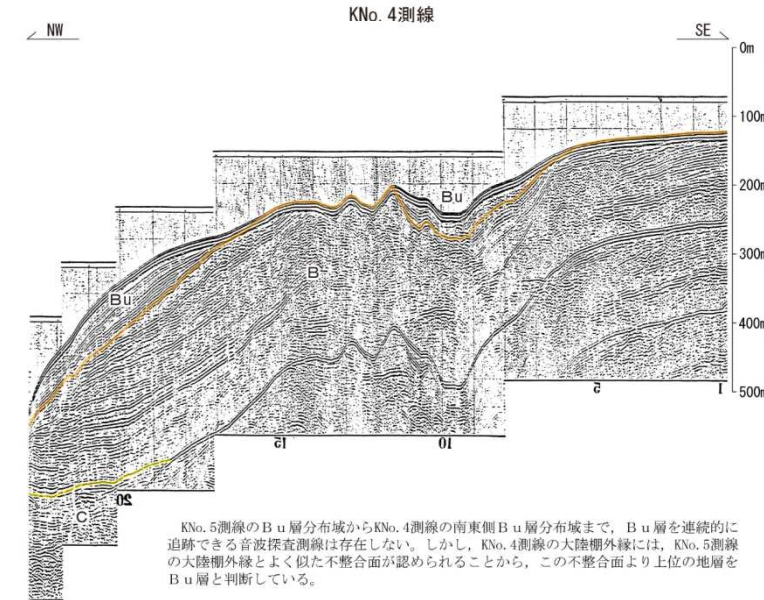 KNo. 4測線
NW
SE
0m
100m
200m
300m
400m
500m
Bu
Bu
B
C
20
15
10
5
1
KNo.5測線のBu層分布域からKNo.4測線の南東側Bu層分布域まで，Bu層を連続的に
追跡できる音波探査測線は存在しない。しかし，KNo.4測線の大陸棚外縁には，KNo.5測線
の大陸棚外縁とよく似た不整合面が認められることから，この不整合面より上位の地層を
Bu層と判断している。